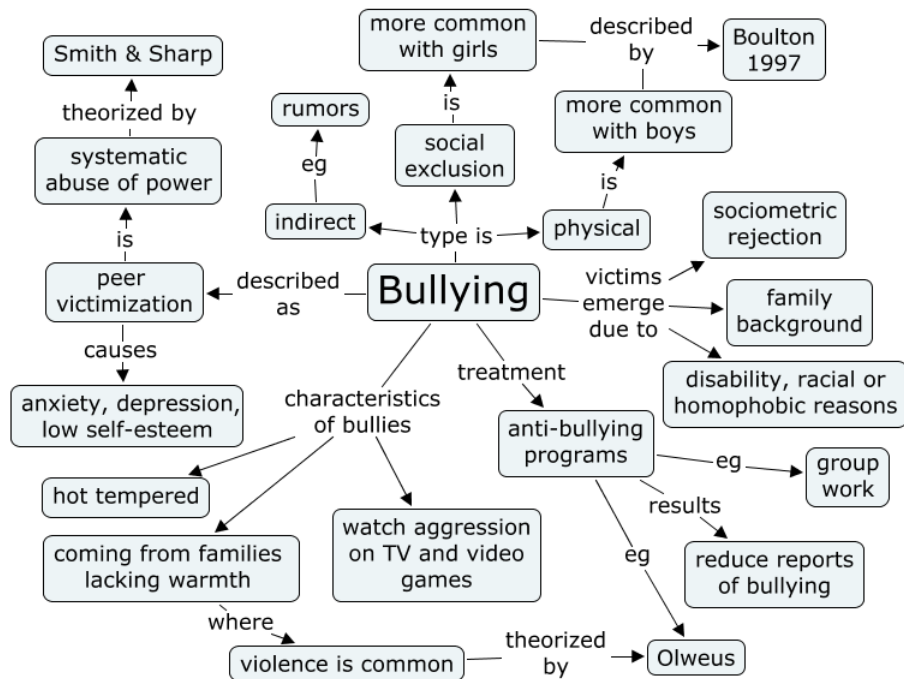 Smith & Sharp
theorized by
systematic
abuse of power
is
peer
victimization
causes
anxiety, depression,
low self-esteem
described
as
Bullying
type is
indirect
eg
rumors
social
exclusion
is
more common
with girls
physical
is
more common
with boys
described
by
Boulton
1997
victims
emerge
due to
sociometric
rejection
family
background
disability, racial or
homophobic reasons
characteristics
of bullies
hot tempered
coming from families
lacking warmth
watch aggression
on TV and video
games
where
violence is common
theorized
by
Olweus
treatment
anti-bullying
programs
eg
group
work
results
reduce reports
of bullying
eg